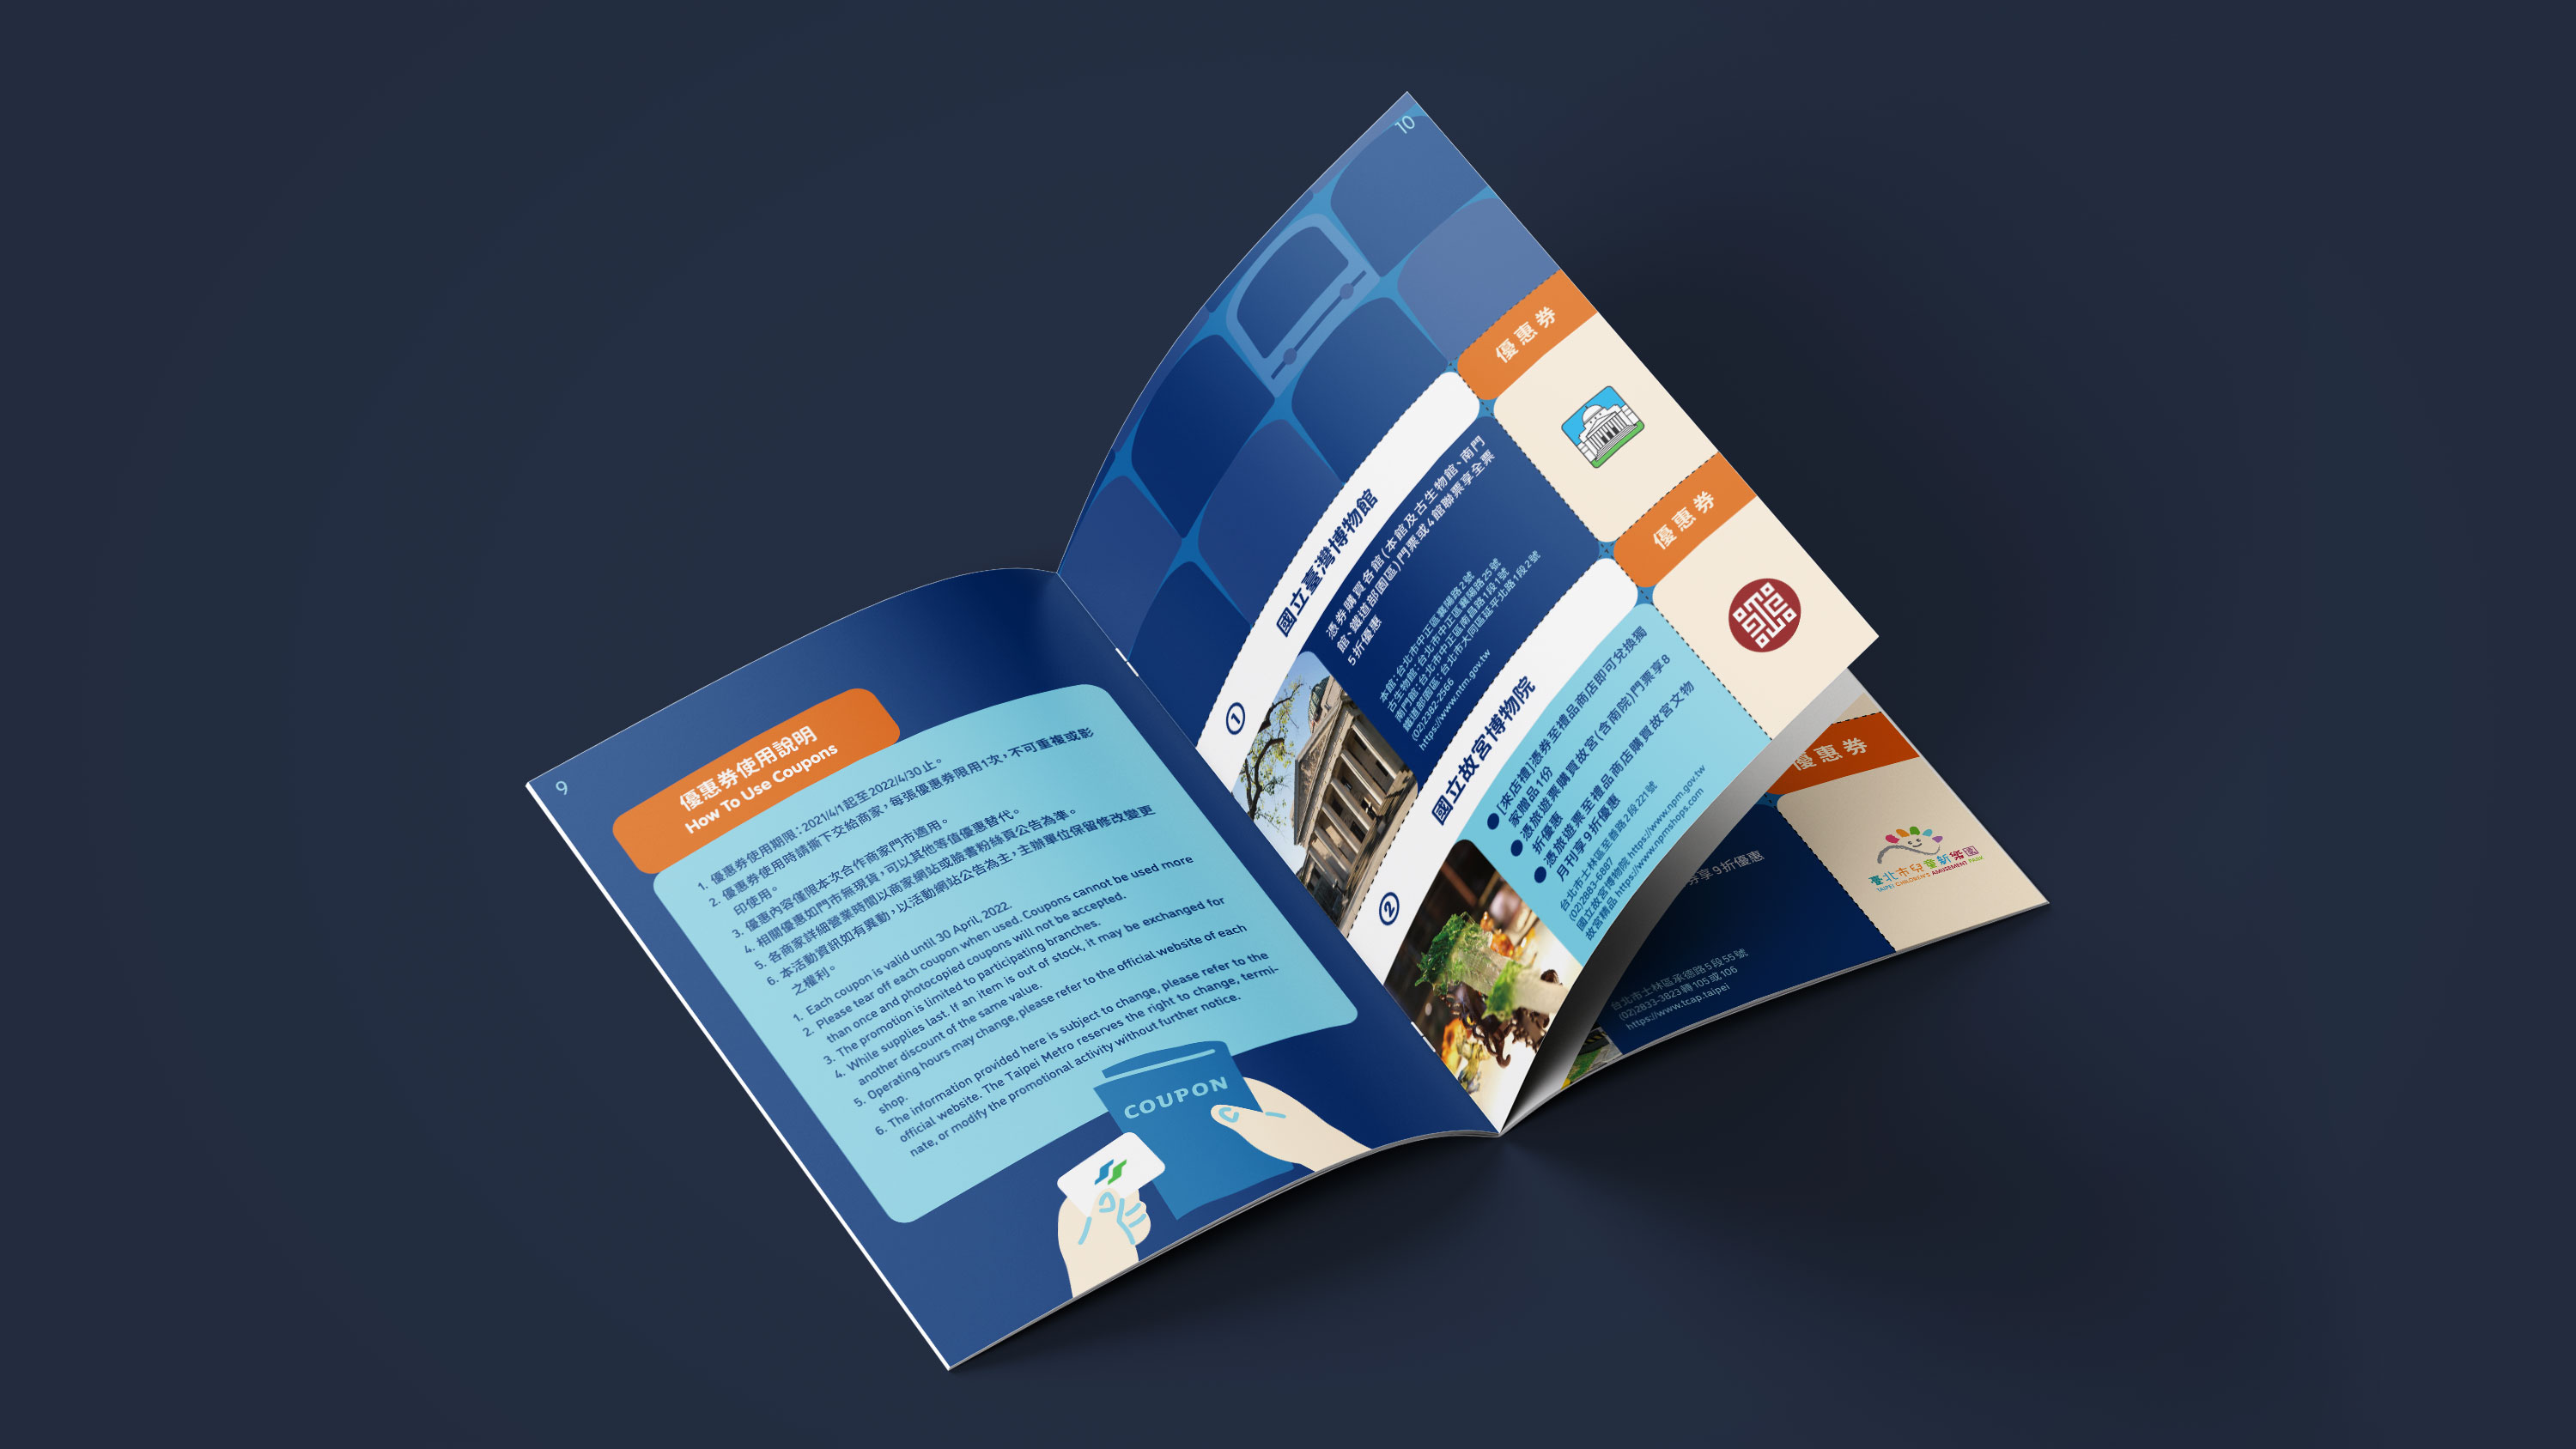 9
優惠券使用說明
How To Use Coupons
1. 優惠券使用期限：2021/4/1起至2022/4/30止。
2. 優惠券使用時請撕下交給商家，每張優惠券限用1次，不可重複或影
印使用。
3. 優惠內容僅限本次合作商家門市適用。
4. 相關優惠如門市無現貨，可以其他等值優惠替代。
5. 各商家詳細營業時間以商家網站或臉書粉絲頁公告為準。
6. 本活動資訊如有異動，以活動網站公告為主，主辦單位保留修改變更
之權利。
1. Each coupon is valid until 30 April, 2022.
2. Please tear off each coupon when used. Coupons cannot be used more
than once and photocopied coupons will not be accepted.
3. The promotion is limited to participating branches.
4. While supplies last. If an item is out of stock, it may be exchanged for
another discount of the same value.
5. Operating hours may change, please refer to the official website of each
shop.
6. The information provided here is subject to change, please refer to the
official website. The Taipei Metro reserves the right to change, termi-
nate, or modify the promotional activity without further notice.
COUPON
10
1
國立臺灣博物館
憑券購買各館(本館及古生物館、南門
館、鐵道部園區)門票或4館聯票享全票
5折優惠
本館：台北市中正區襄陽路2號
古生物館：台北市中正區襄陽路25號
南門館：台北市中正區南昌路1段1號
鐵道部園區：台北市大同區延平北路1段2號
(02)2382-2566
https://www.ntm.gov.tw
優惠券
2
國立故宮博物院
[來店禮]憑券至禮品商店即可兌換獨
家贈品1份
憑旅遊票購買故宮(含南院)門票享8
折優惠
憑旅遊票至禮品商店購買故宮文物
月刊享9折優惠
台北市士林區至善路2段221號
(02)2883-6887
國立故宮博物院 https://www.npm.gov.tw
故宮精品 https://www.npmshops.com
優惠券
優惠券
券享9折優惠
台北市士林區承德路5段55號
(02)2833-3823轉105或106
https://www.tcap.taipei
臺北市兒童新樂園
TAIPEI CHILDREN'S AMUSEMENT PARK